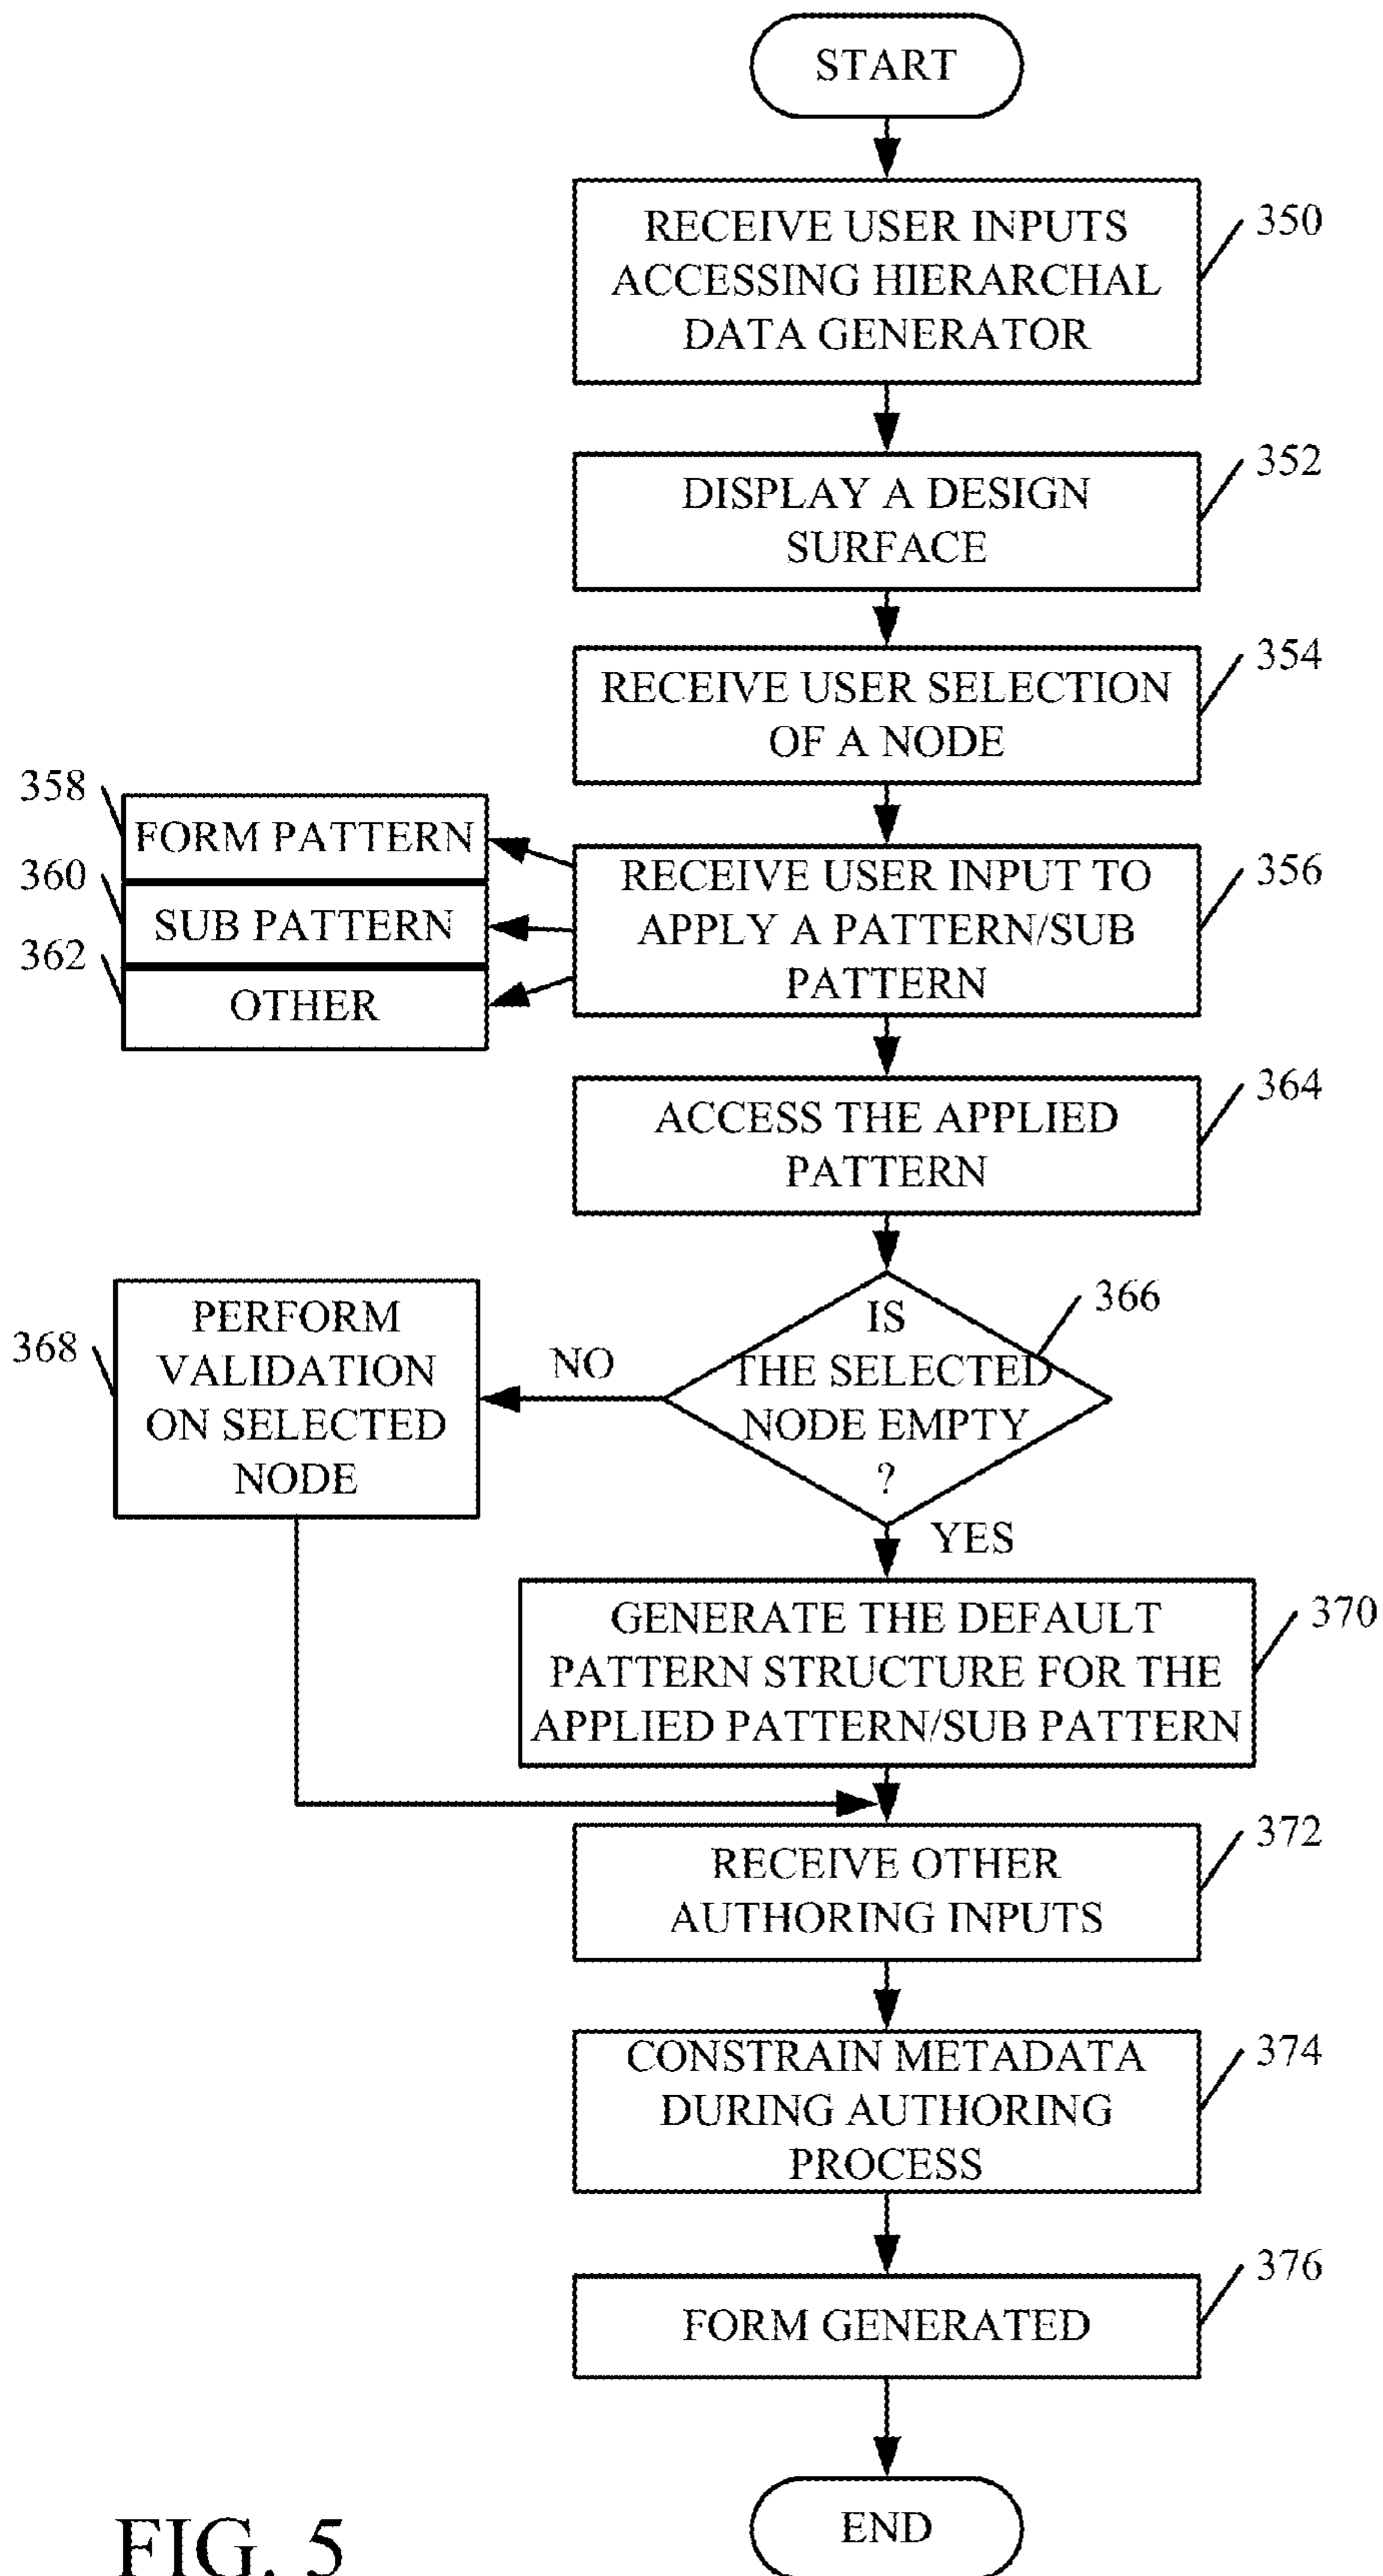 START
RECEIVE USER INPUTS
ACCESSING HIERARCHAL
DATA GENERATOR
350
DISPLAY A DESIGN
SURFACE
352
RECEIVE USER SELECTION
OF A NODE
354
358
FORM PATTERN
360
SUB PATTERN
362
OTHER
RECEIVE USER INPUT TO
APPLY A PATTERN/SUB
PATTERN
356
ACCESS THE APPLIED
PATTERN
364
IS
THE SELECTED
NODE EMPTY
?
366
NO
368
PERFORM
VALIDATION
ON SELECTED
NODE
YES
GENERATE THE DEFAULT
PATTERN STRUCTURE FOR THE
APPLIED PATTERN/SUB PATTERN
370
RECEIVE OTHER
AUTHORING INPUTS
372
CONSTRAIN METADATA
DURING AUTHORING
PROCESS
374
FORM GENERATED
376
END
FIG. 5